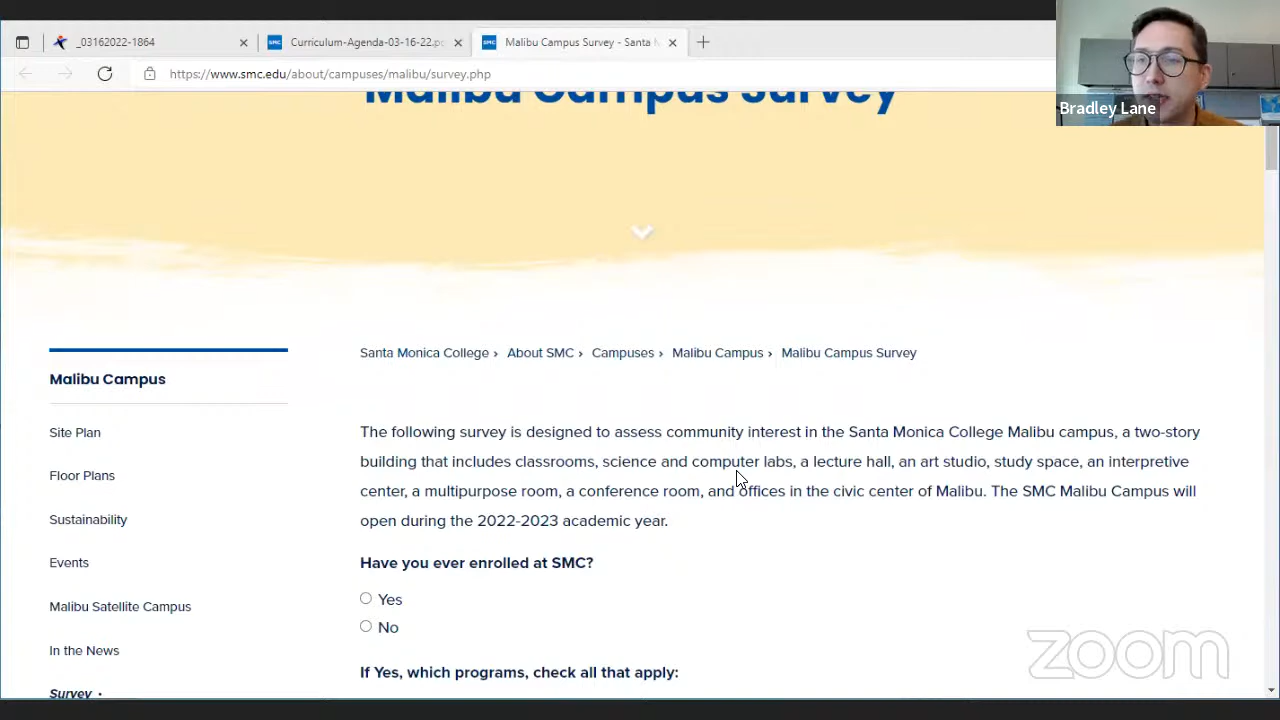 _03162022-1864
Curriculum-Agenda-03-16-22.pd
Malibu Campus Survey - Santa M
https://www.smc.edu/about/campuses/malibu/survey.php
Bradley Lane
Malibu Campus Survey
Santa Monica College › About SMC › Campuses › Malibu Campus › Malibu Campus Survey
Malibu Campus
Site Plan
Floor Plans
Sustainability
Events
Malibu Satellite Campus
In the News
Survey •
The following survey is designed to assess community interest in the Santa Monica College Malibu campus, a two-story
building that includes classrooms, science and computer labs, a lecture hall, an art studio, study space, an interpretive
center, a multipurpose room, a conference room, and offices in the civic center of Malibu. The SMC Malibu Campus will
open during the 2022-2023 academic year.
Have you ever enrolled at SMC?
Yes
No
If Yes, which programs, check all that apply:
zoom